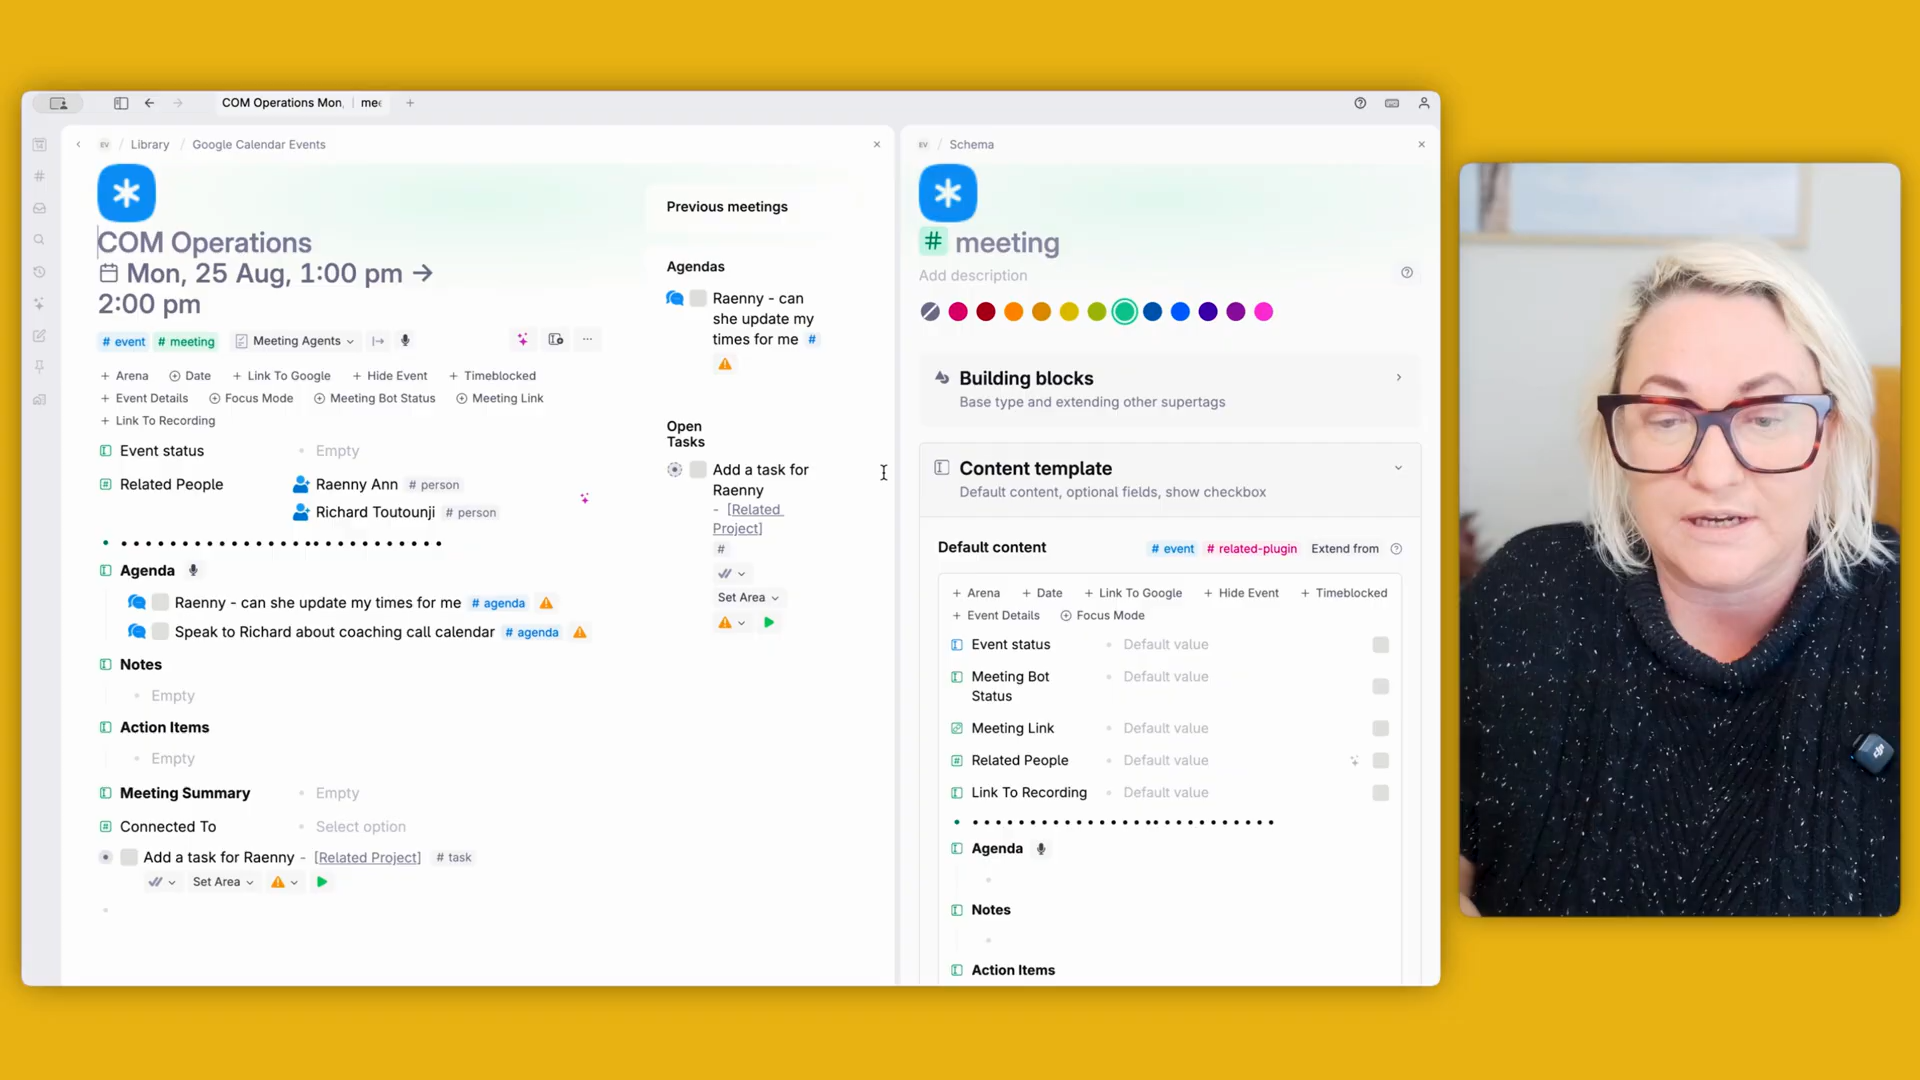 COM Operations Mon,
mee
Library / Google Calendar Events
COM Operations
Mon, 25 Aug, 1:00 pm →
2:00 pm
# event # meeting Meeting Agents
+ Arena Date + Link To Google + Hide Event + Timeblocked
+ Event Details Focus Mode Meeting Bot Status Meeting Link
+ Link To Recording
Event status Empty
Related People Raenny Ann # person
Richard Toutounji # person
Agenda
Raenny - can she update my times for me # agenda
Speak to Richard about coaching call calendar # agenda
Notes
Empty
Action Items
Empty
Meeting Summary Empty
Connected To Select option
Add a task for Raenny - [Related Project] # task
Set Area
Previous meetings
Agendas
Raenny - can
she update my
times for me #
Open
Tasks
Add a task for
Raenny
- [Related
Project]
#
Set Area
EV / Schema
# meeting
Add description
Building blocks
Base type and extending other supertags
Content template
Default content, optional fields, show checkbox
Default content # event # related-plugin Extend from
+ Arena + Date + Link To Google + Hide Event + Timeblocked
+ Event Details Focus Mode
Event status Default value
Meeting Bot
Status Default value
Meeting Link Default value
Related People Default value
Link To Recording Default value
Agenda
Notes
Action Items